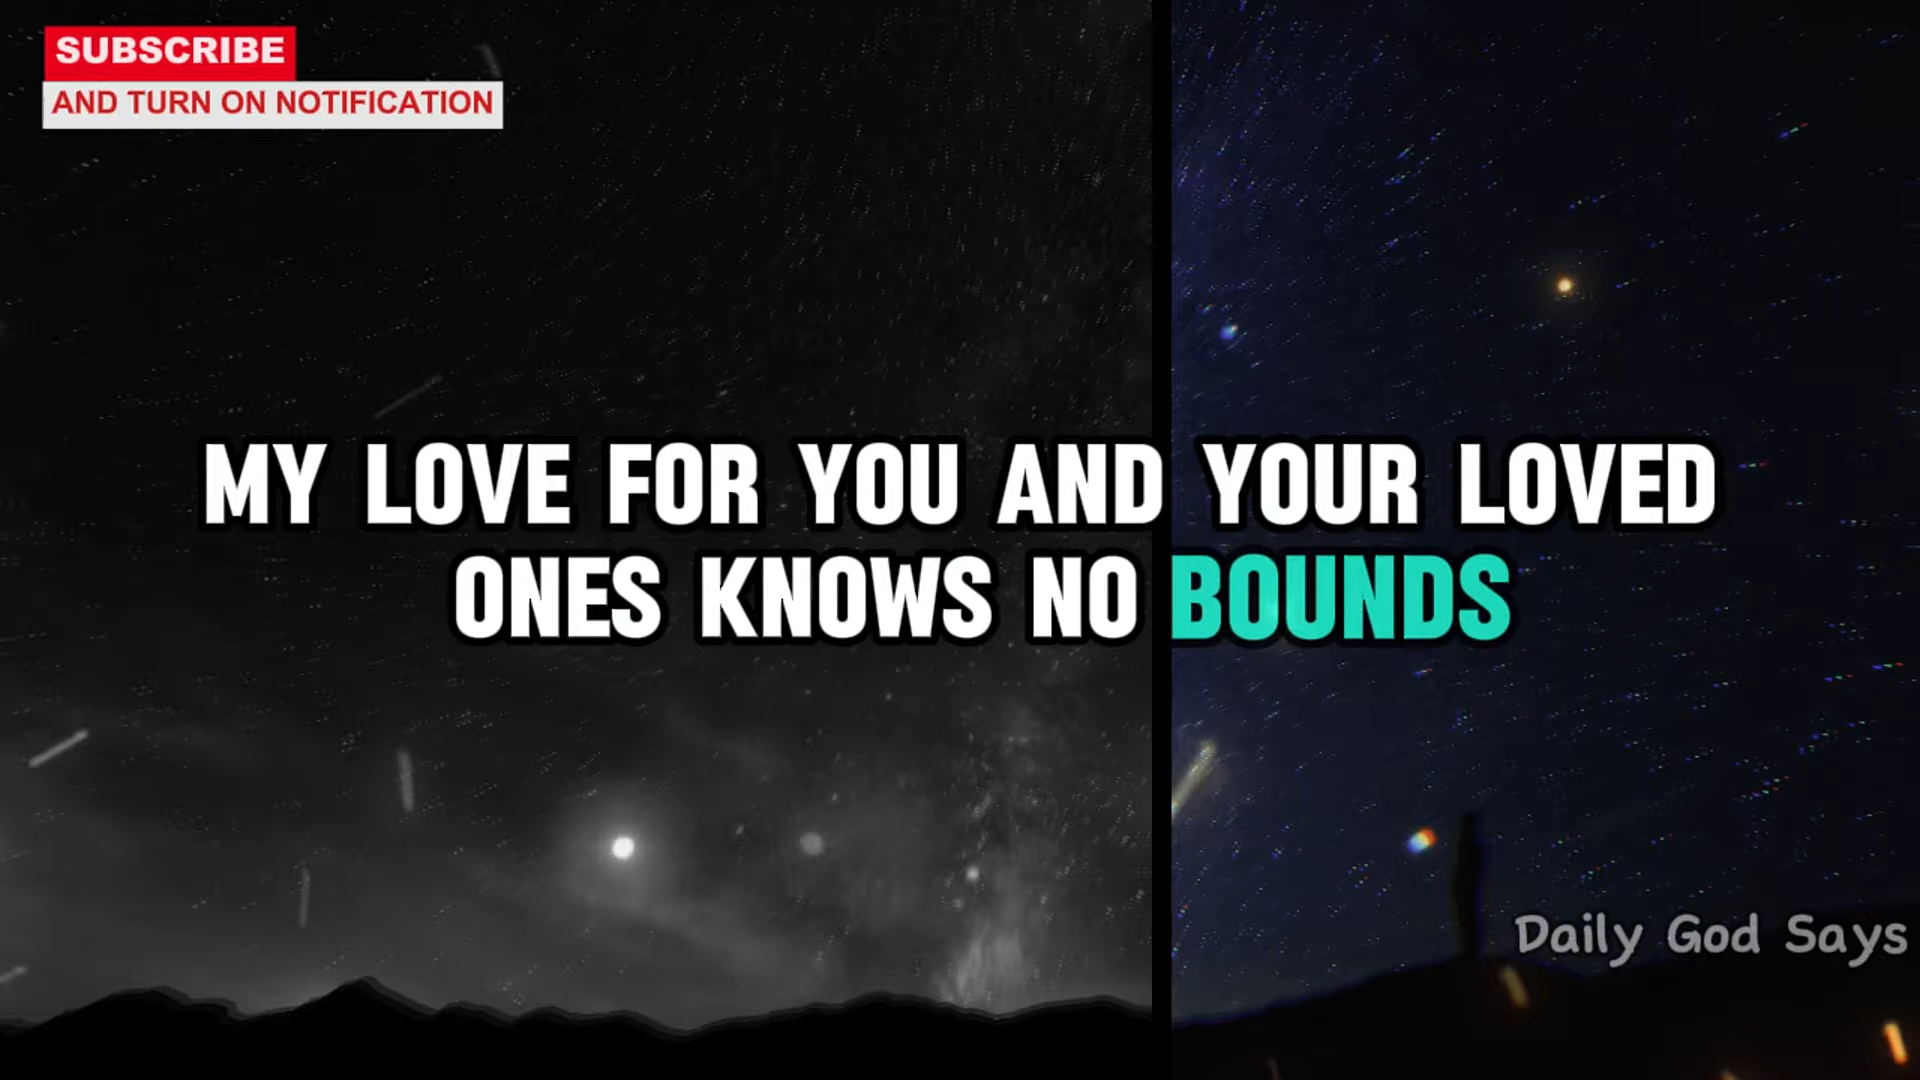 SUBSCRIBE
AND TURN ON NOTIFICATION
MY LOVE FOR YOU AND YOUR LOVED
ONES KNOWS NO BOUNDS
Daily God Says